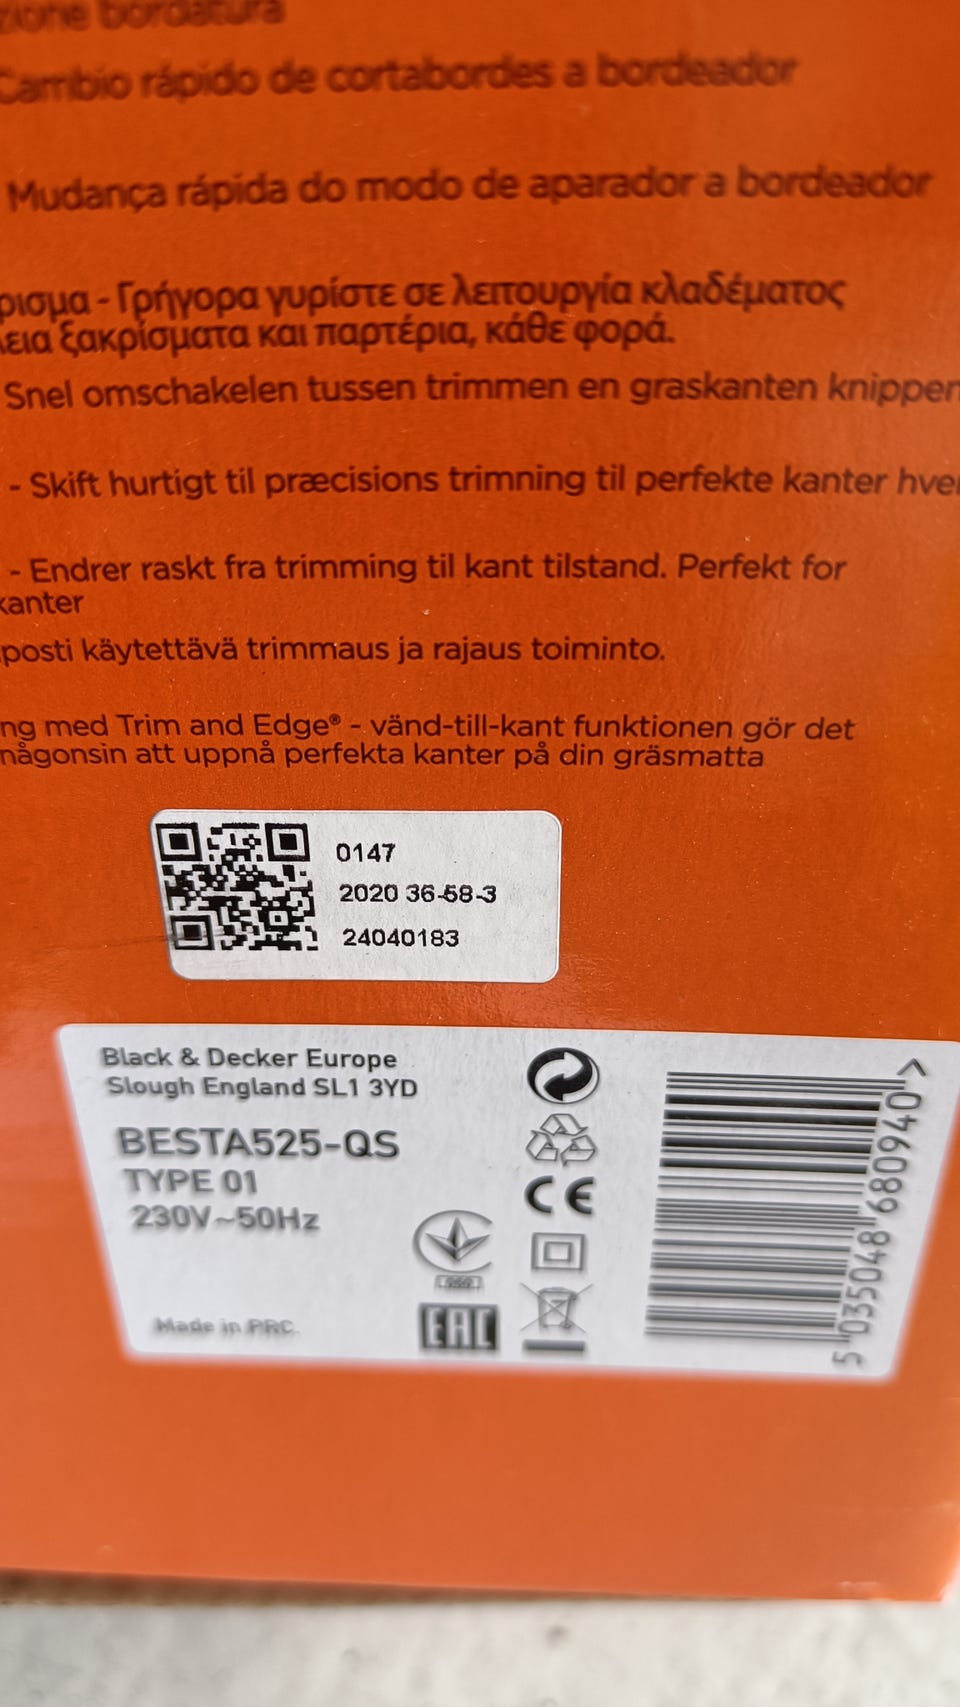 zione bordatura
Cambio rápido de cortabordes a bordeador
Mudança rápida do modo de aparador a bordeador
ρισμα - Γρήγορα γυρίστε σε λειτουργία κλαδέματος
εια ξακρίσματα και παρτέρια, κάθε φορά.
Snel omschakelen tussen trimmen en graskanten knippen
- Skift hurtigt til præcisions trimning til perfekte kanter hver
- Endrer raskt fra trimming til kant tilstand. Perfekt for
kanter
posti käytettävä trimmaus ja rajaus toiminto.
ng med Trim and Edge® - vänd-till-kant funktionen gör det
någonsin att uppnå perfekta kanter på din gräsmatta
0147
2020 36-58-3
24040183
Black & Decker Europe
Slough England SL1 3YD
BESTA525-QS
TYPE 01
230V~50Hz
Made in PRC
CE
EAC
5 035048 680940 >